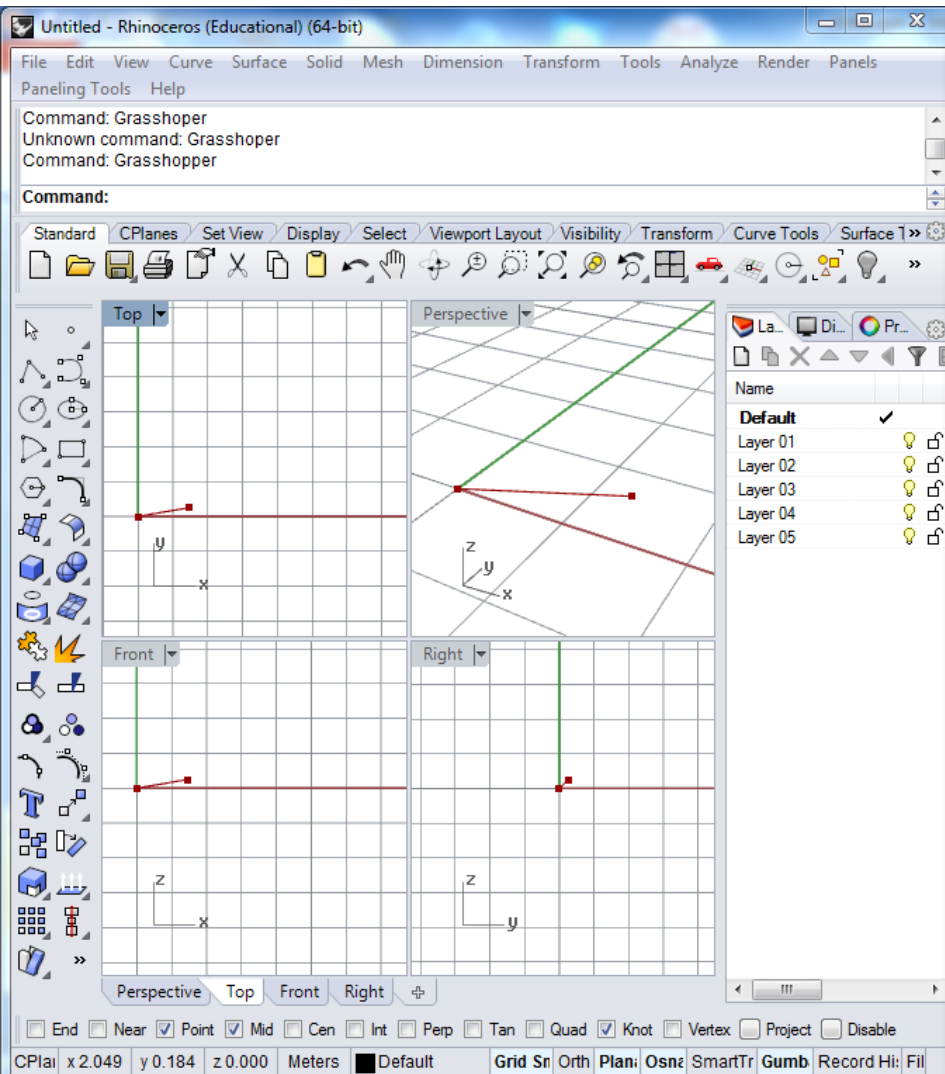 Untitled - Rhinoceros (Educational) (64-bit)
File Edit View Curve Surface Solid Mesh Dimension Transform Tools Analyze Render Panels
Paneling Tools Help
Command: Grasshoper
Unknown command: Grasshoper
Command: Grasshopper
Command:
Standard CPlanes Set View Display Select Viewport Layout Visibility Transform Curve Tools Surface T »
»
Top
Perspective
La... Di... Pr...
Name
Default
Layer 01
Layer 02
Layer 03
Layer 04
Layer 05
y
x
z
y
x
Front
Right
z
x
z
y
»
Perspective Top Front Right
End Near Point Mid Cen Int Perp Tan Quad Knot Vertex Project Disable
CPlai x 2.049 y 0.184 z 0.000 Meters Default Grid Sn Orth Plana Osna SmartTr Gumb Record His Fil